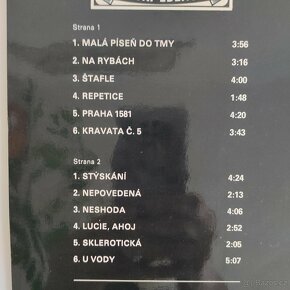 Strana 1
1. MALÁ PÍSEŇ DO TMY 3:56
2. NA RYBÁCH 3:16
3. ŠTAFLE 4:30
4. REPETICE 1:48
5. PRAHA 1581 4:20
6. KRAVATA Č. 5 3:43
Strana 2
1. STÝSKÁNÍ 4:24
2. NEPOVEDENÁ 2:13
3. NESHODA 4:06
4. LUCIE, AHOJ 2:52
5. SKLEROTICKÁ 2:05
6. U VODY 5:07